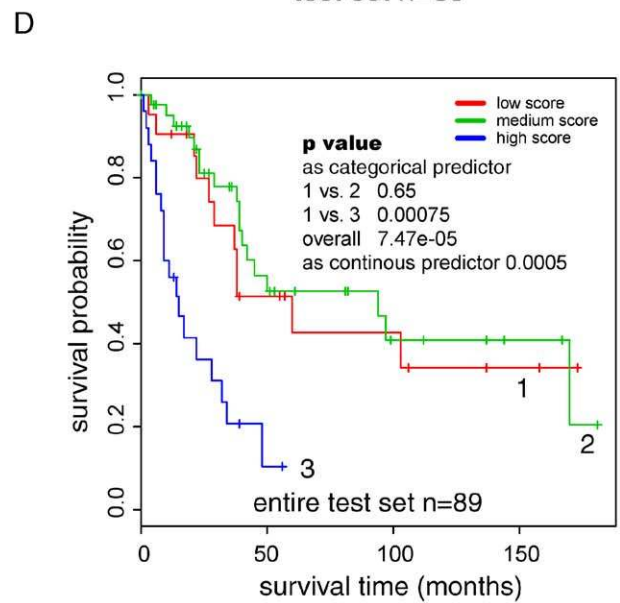 D
1.0
0.8
0.6
0.4
0.2
0.0
survival probability
low score
medium score
high score
p value
as categorical predictor
1 vs. 2 0.65
1 vs. 3 0.00075
overall 7.47e-05
as continous predictor 0.0005
1
2
3
entire test set n=89
0 50 100 150
survival time (months)